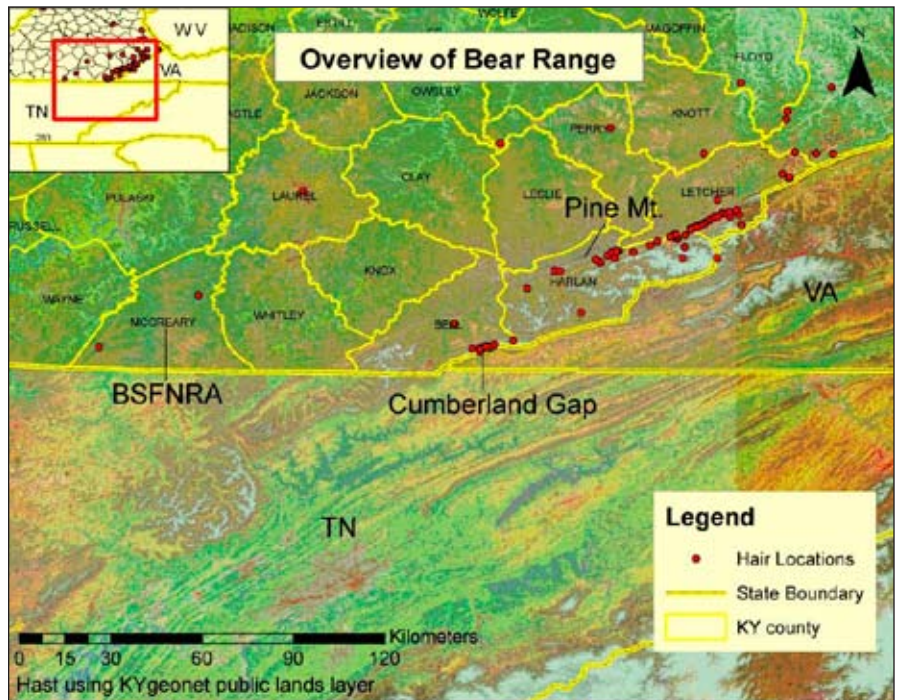 Overview of Bear Range
WV
VA
TN
N
WOLFE
MAGOFFIN
FLOYD
JACKSON
OWSLEY
KNOTT
PERRY
CLAY
LAUREL
LESLIE
LETCHER
PULASKI
RUSSELL
Pine Mt.
KNOX
HARLAN
WAYNE
MCCREARY
WHITLEY
BELL
VA
BSFNRA
Cumberland Gap
TN
Legend
Hair Locations
State Boundary
KY county
Kilometers
0 15 30 60 90 120
Hast using KYgeonet public lands layer